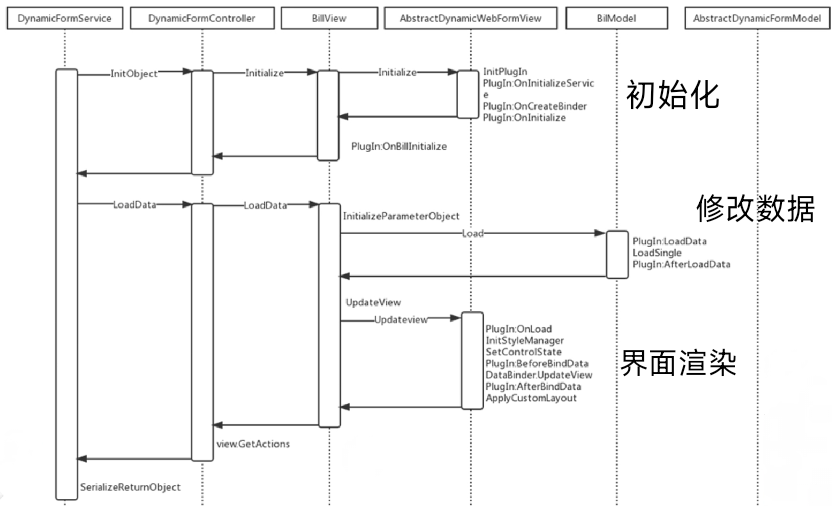 DynamicFormService
DynamicFormController
BillView
AbstractDynamicWebFormView
BilModel
AbstractDynamicFormModel
InitObject
Initialize
Initialize
InitPlugIn
PlugIn:OnInitializeServic
e
PlugIn:OnCreateBinder
PlugIn:OnInitialize
初始化
PlugIn:OnBillInitialize
LoadData
LoadData
InitializeParameterObject
修改数据
Load
PlugIn:LoadData
LoadSingle
PlugIn:AfterLoadData
UpdateView
Updateview
PlugIn:OnLoad
InitStyleManager
SetControlState
PlugIn:BeforeBindData
DataBinder.UpdateView
PlugIn:AfterBindData
ApplyCustomLayout
界面渲染
view.GetActions
SerializeReturnObject